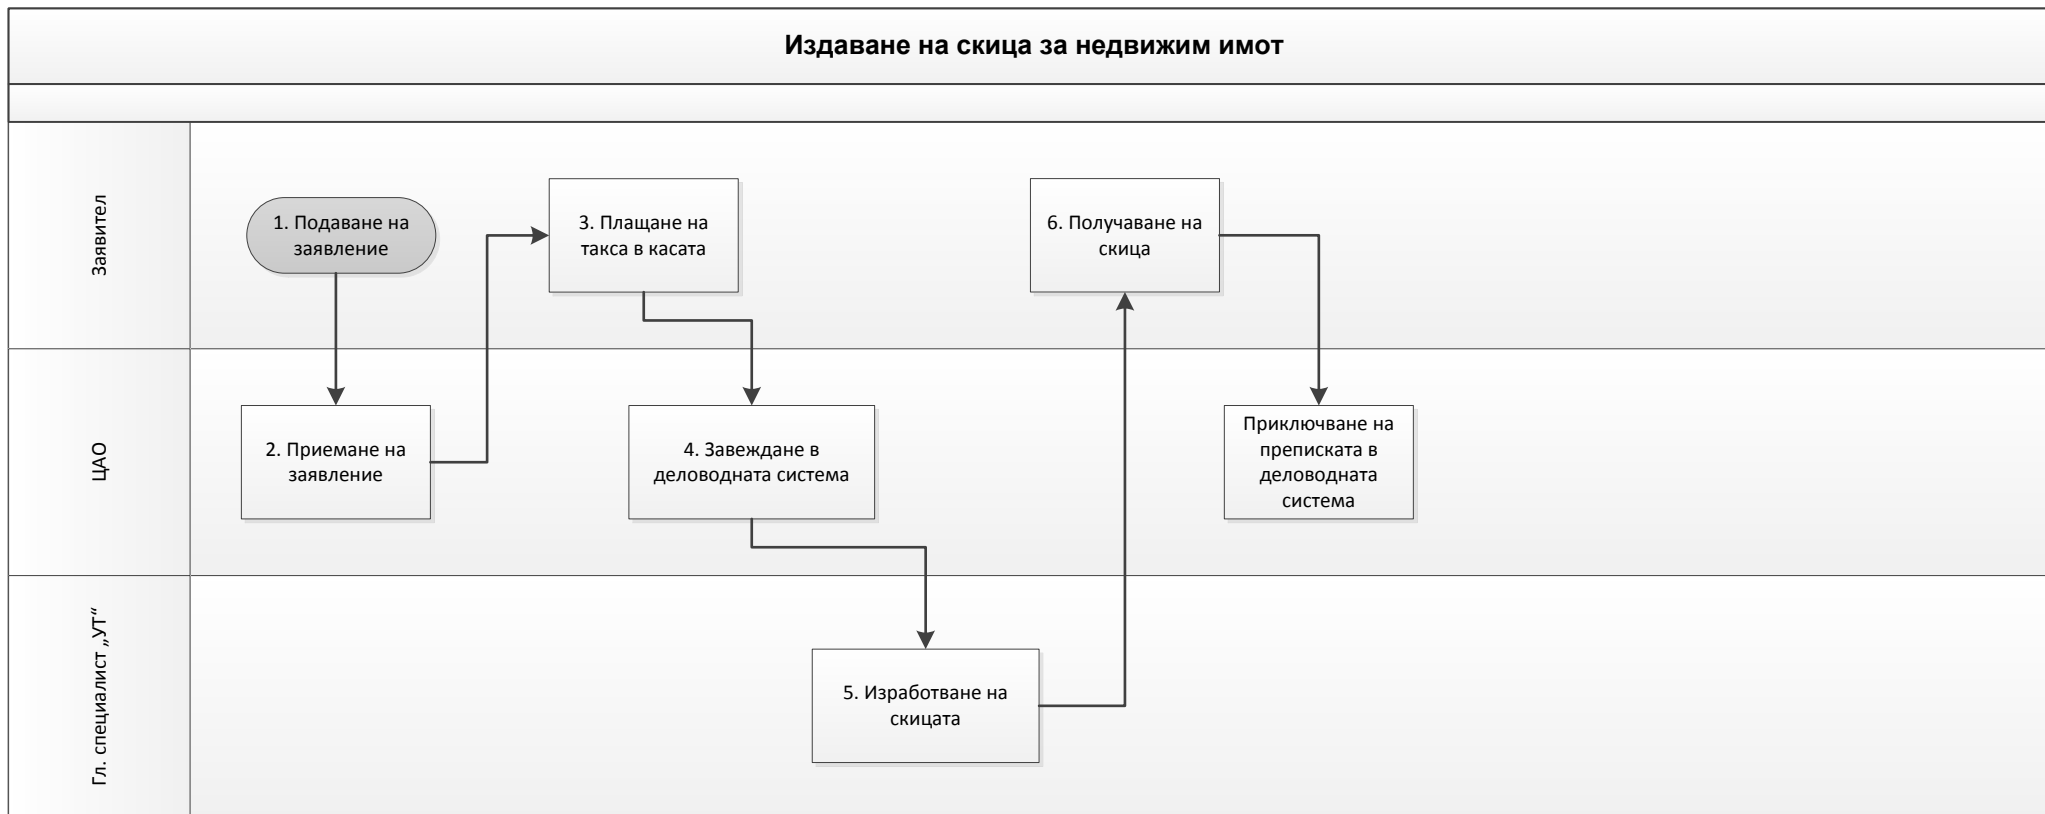 Издаване на скица за недвижим имот
Заявител
1. Подаване на
заявление
3. Плащане на
такса в касата
6. Получаване на
скица
ЦАО
2. Приемане на
заявление
4. Завеждане в
деловодната система
Приключване на
преписката в
деловодната
система
Гл. специалист „УТ“
5. Изработване на
скицата